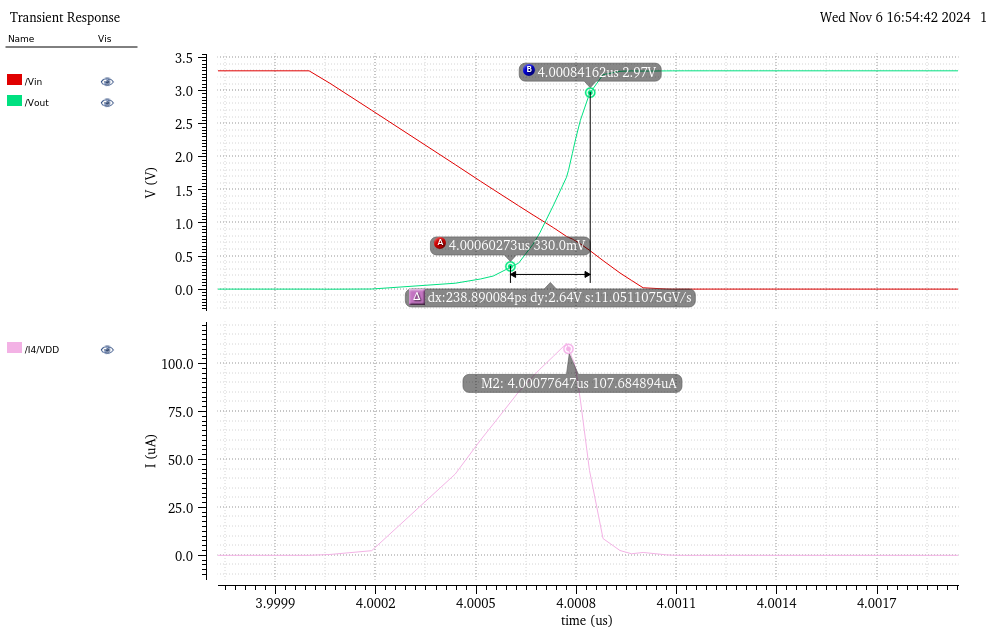 Transient Response
Wed Nov 6 16:54:42 2024 1
Name Vis
/Vin
/Vout
3.5
3.0
2.5
2.0
1.5
1.0
0.5
0.0
V (V)
B 4.00084162us 2.97V
A 4.00060273us 330.0mV
Δ dx:238.890084ps dy:2.64V s:11.0511075GV/s
/I4/VDD
100.0
75.0
50.0
25.0
0.0
I (uA)
M2: 4.00077647us 107.684894uA
3.9999 4.0002 4.0005 4.0008 4.0011 4.0014 4.0017
time (us)